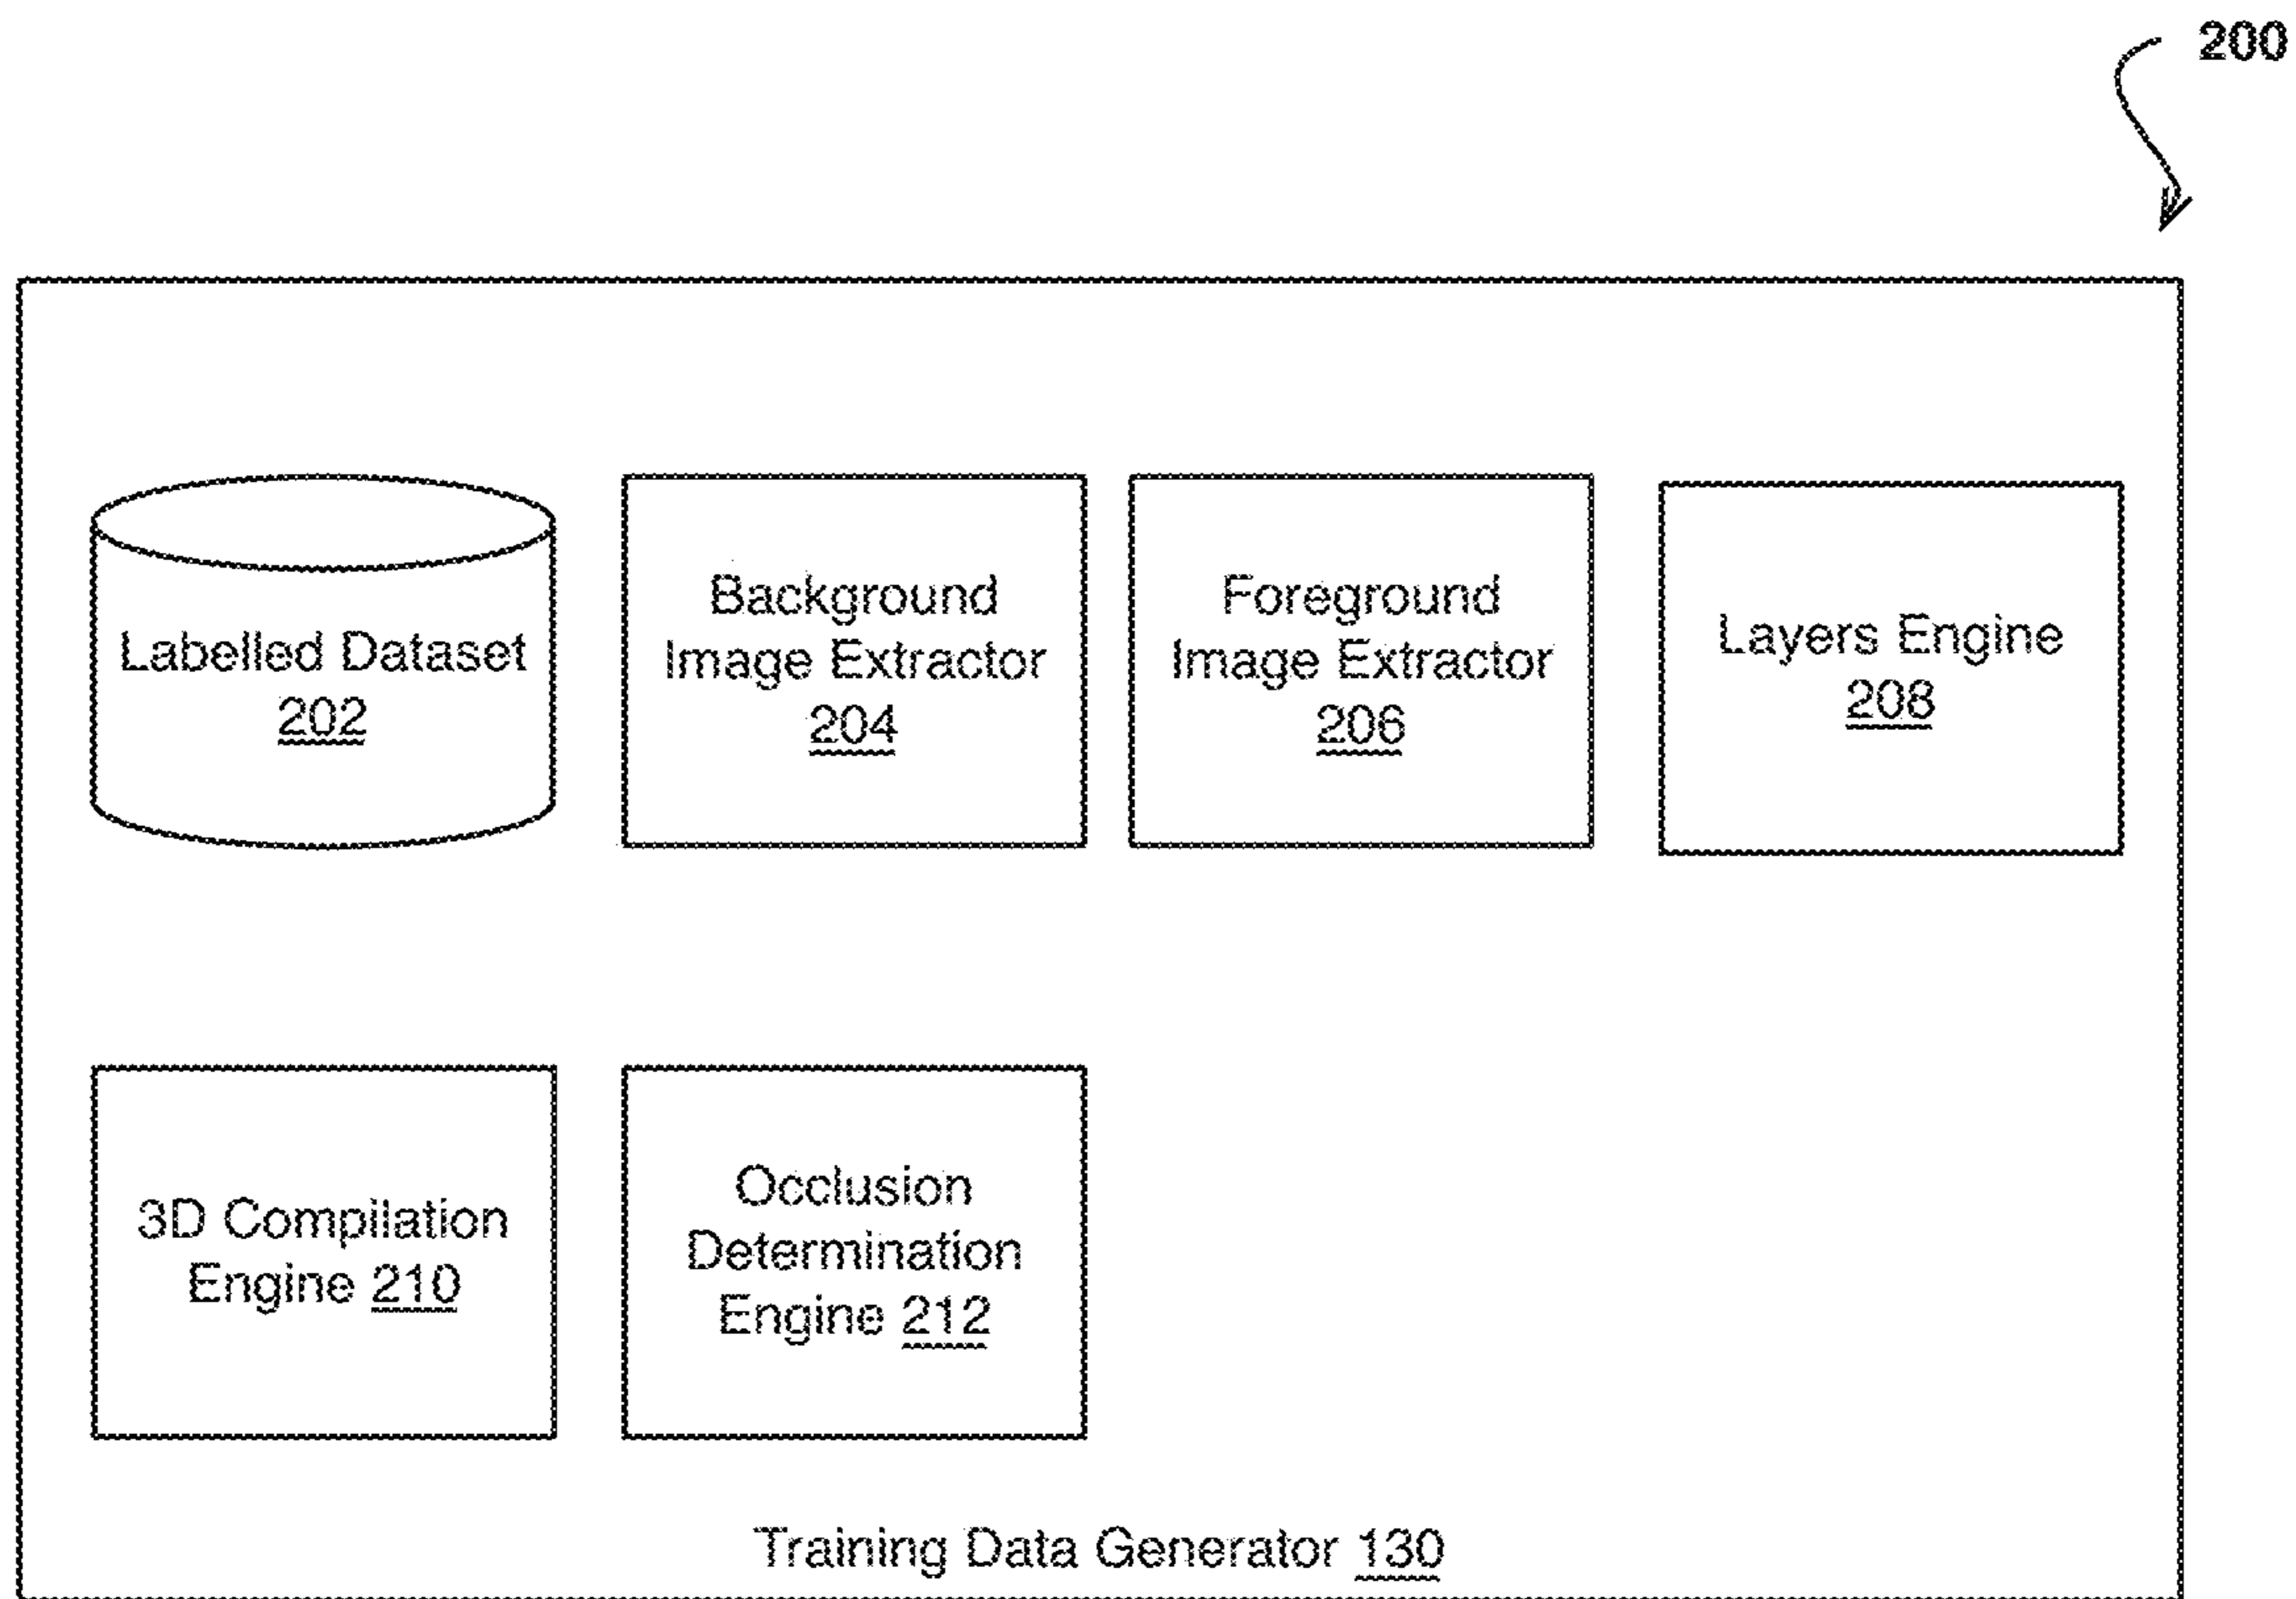 200
Labelled Dataset
202
Background
Image Extractor
204
Foreground
Image Extractor
206
Layers Engine
208
3D Compilation
Engine 210
Occlusion
Determination
Engine 212
Training Data Generator 130